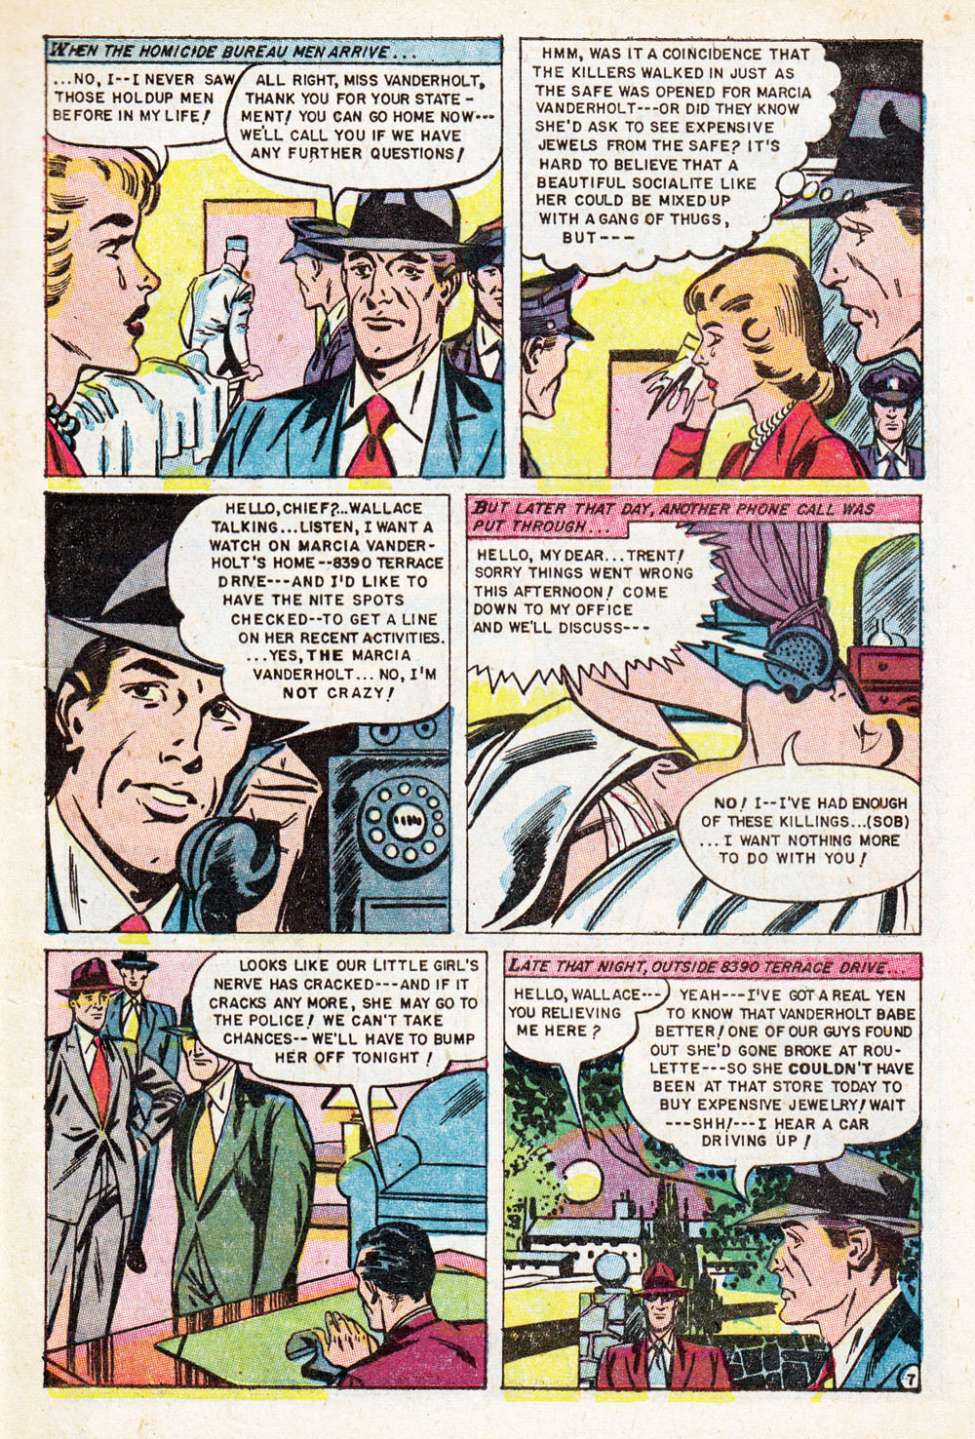 WHEN THE HOMICIDE BUREAU MEN ARRIVE...
...NO, I--I NEVER SAW
THOSE HOLDUP MEN
BEFORE IN MY LIFE!
ALL RIGHT, MISS VANDERHOLT,
THANK YOU FOR YOUR STATE-
MENT! YOU CAN GO HOME NOW---
WE'LL CALL YOU IF WE HAVE
ANY FURTHER QUESTIONS!
HMM, WAS IT A COINCIDENCE THAT
THE KILLERS WALKED IN JUST AS
THE SAFE WAS OPENED FOR MARCIA
VANDERHOLT---OR DID THEY KNOW
SHE'D ASK TO SEE EXPENSIVE
JEWELS FROM THE SAFE? IT'S
HARD TO BELIEVE THAT A
BEAUTIFUL SOCIALITE LIKE
HER COULD BE MIXED UP
WITH A GANG OF THUGS,
BUT---
HELLO, CHIEF?...WALLACE
TALKING...LISTEN, I WANT A
WATCH ON MARCIA VANDER-
HOLT'S HOME--8390 TERRACE
DRIVE---AND I'D LIKE TO
HAVE THE NITE SPOTS
CHECKED--TO GET A LINE
ON HER RECENT ACTIVITIES.
...YES, THE MARCIA
VANDERHOLT... NO, I'M
NOT CRAZY!
BUT LATER THAT DAY, ANOTHER PHONE CALL WAS
PUT THROUGH...
HELLO, MY DEAR...TRENT!
SORRY THINGS WENT WRONG
THIS AFTERNOON! COME
DOWN TO MY OFFICE
AND WE'LL DISCUSS---
NO! I--I'VE HAD ENOUGH
OF THESE KILLINGS...(SOB)
...I WANT NOTHING MORE
TO DO WITH YOU!
LOOKS LIKE OUR LITTLE GIRL'S
NERVE HAS CRACKED---AND IF IT
CRACKS ANY MORE, SHE MAY GO TO
THE POLICE! WE CAN'T TAKE
CHANCES--WE'LL HAVE TO BUMP
HER OFF TONIGHT!
LATE THAT NIGHT, OUTSIDE 8390 TERRACE DRIVE...
HELLO, WALLACE---
YOU RELIEVING
ME HERE?
YEAH---I'VE GOT A REAL YEN
TO KNOW THAT VANDERHOLT BABE
BETTER! ONE OF OUR GUYS FOUND
OUT SHE'D GONE BROKE AT ROU-
LETTE---SO SHE COULDN'T HAVE
BEEN AT THAT STORE TODAY TO
BUY EXPENSIVE JEWELRY! WAIT
---SHH!---I HEAR A CAR
DRIVING UP!
7